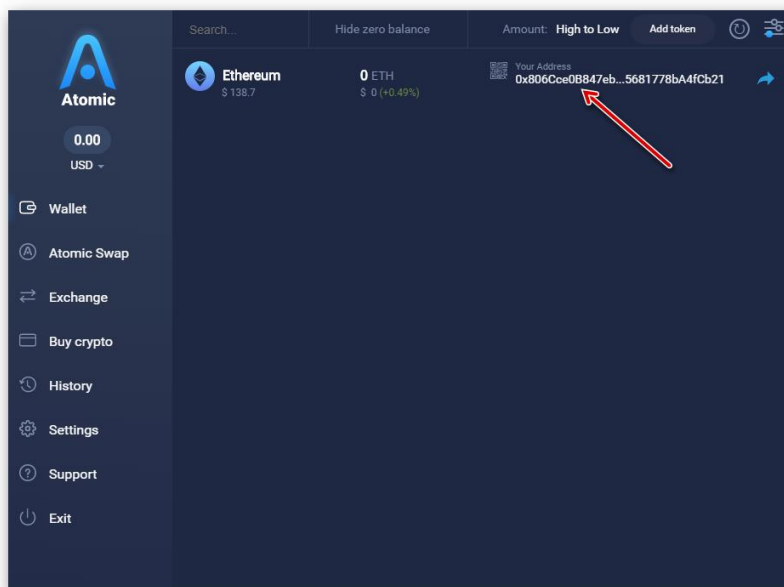 Search... Hide zero balance Amount: High to Low Add token
Atomic
0.00
USD
Wallet
Atomic Swap
Exchange
Buy crypto
History
Settings
Support
Exit
Ethereum
$ 138.7
0 ETH
$ 0 (+0.49%)
Your Address
0x806Cce0B847eb...5681778bA4fCb21